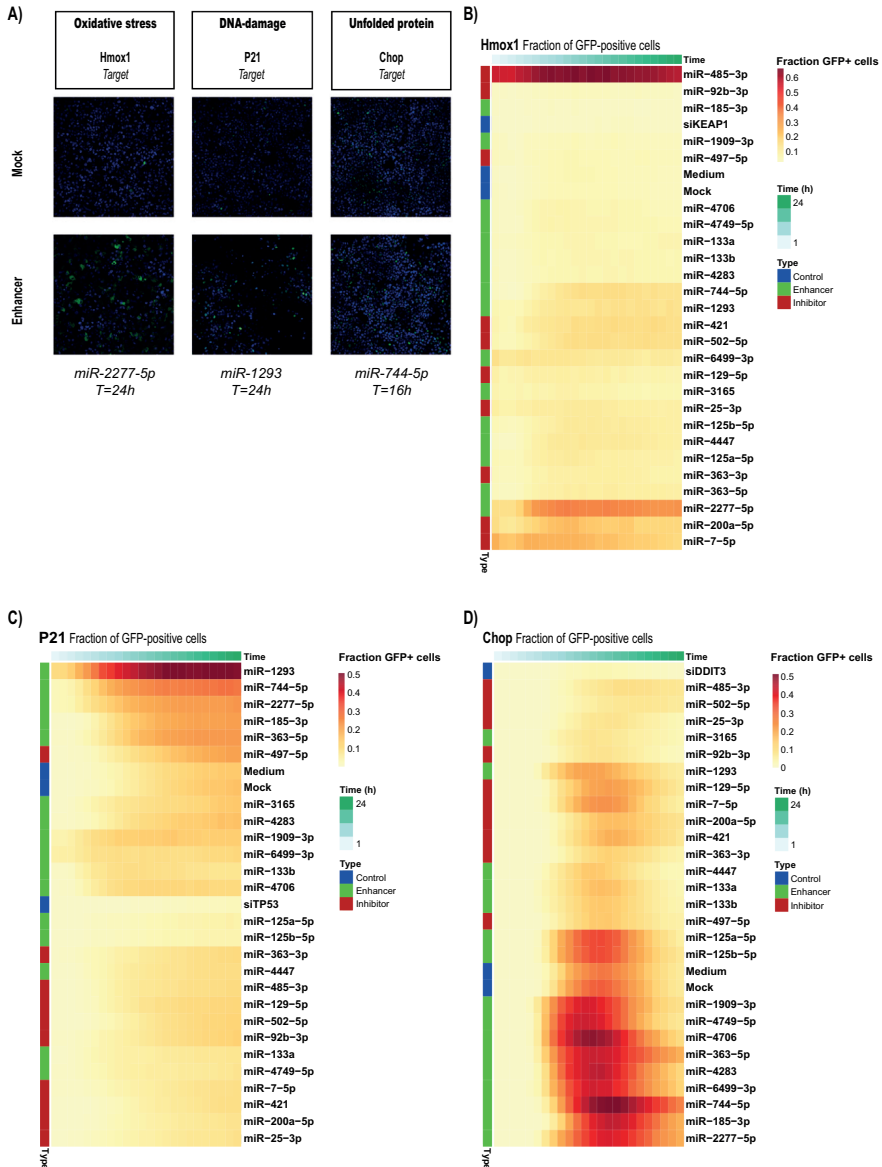 A)
Oxidative stress
Hmox1
Target
DNA-damage
P21
Target
Unfolded protein
Chop
Target
Mock
Enhancer
miR-2277-5p
T=24h
miR-1293
T=24h
miR-744-5p
T=16h
B)
Hmox1 Fraction of GFP-positive cells
Time
miR−485−3p
miR−92b−3p
miR−185−3p
siKEAP1
miR−1909−3p
miR−497−5p
Medium
Mock
miR−4706
miR−4749−5p
miR−133a
miR−133b
miR−4283
miR−744−5p
miR−1293
miR−421
miR−502−5p
miR−6499−3p
miR−129−5p
miR−3165
miR−25−3p
miR−125b−5p
miR−4447
miR−125a−5p
miR−363−3p
miR−363−5p
miR−2277−5p
miR−200a−5p
miR−7−5p
Type
Fraction GFP+ cells
0.6
0.5
0.4
0.3
0.2
0.1
Time (h)
24
1
Type
Control
Enhancer
Inhibitor
C)
P21 Fraction of GFP-positive cells
Time
miR−1293
miR−744−5p
miR−2277−5p
miR−185−3p
miR−363−5p
miR−497−5p
Medium
Mock
miR−3165
miR−4283
miR−1909−3p
miR−6499−3p
miR−133b
miR−4706
siTP53
miR−125a−5p
miR−125b−5p
miR−363−3p
miR−4447
miR−485−3p
miR−129−5p
miR−502−5p
miR−92b−3p
miR−133a
miR−4749−5p
miR−7−5p
miR−421
miR−200a−5p
miR−25−3p
Type
Fraction GFP+ cells
0.5
0.4
0.3
0.2
0.1
Time (h)
24
1
Type
Control
Enhancer
Inhibitor
D)
Chop Fraction of GFP-positive cells
Time
siDDIT3
miR−485−3p
miR−502−5p
miR−25−3p
miR−3165
miR−92b−3p
miR−1293
miR−129−5p
miR−7−5p
miR−200a−5p
miR−421
miR−363−3p
miR−4447
miR−133a
miR−133b
miR−497−5p
miR−125a−5p
miR−125b−5p
Medium
Mock
miR−1909−3p
miR−4749−5p
miR−4706
miR−363−5p
miR−4283
miR−6499−3p
miR−744−5p
miR−185−3p
miR−2277−5p
Type
Fraction GFP+ cells
0.5
0.4
0.3
0.2
0.1
0
Time (h)
24
1
Type
Control
Enhancer
Inhibitor